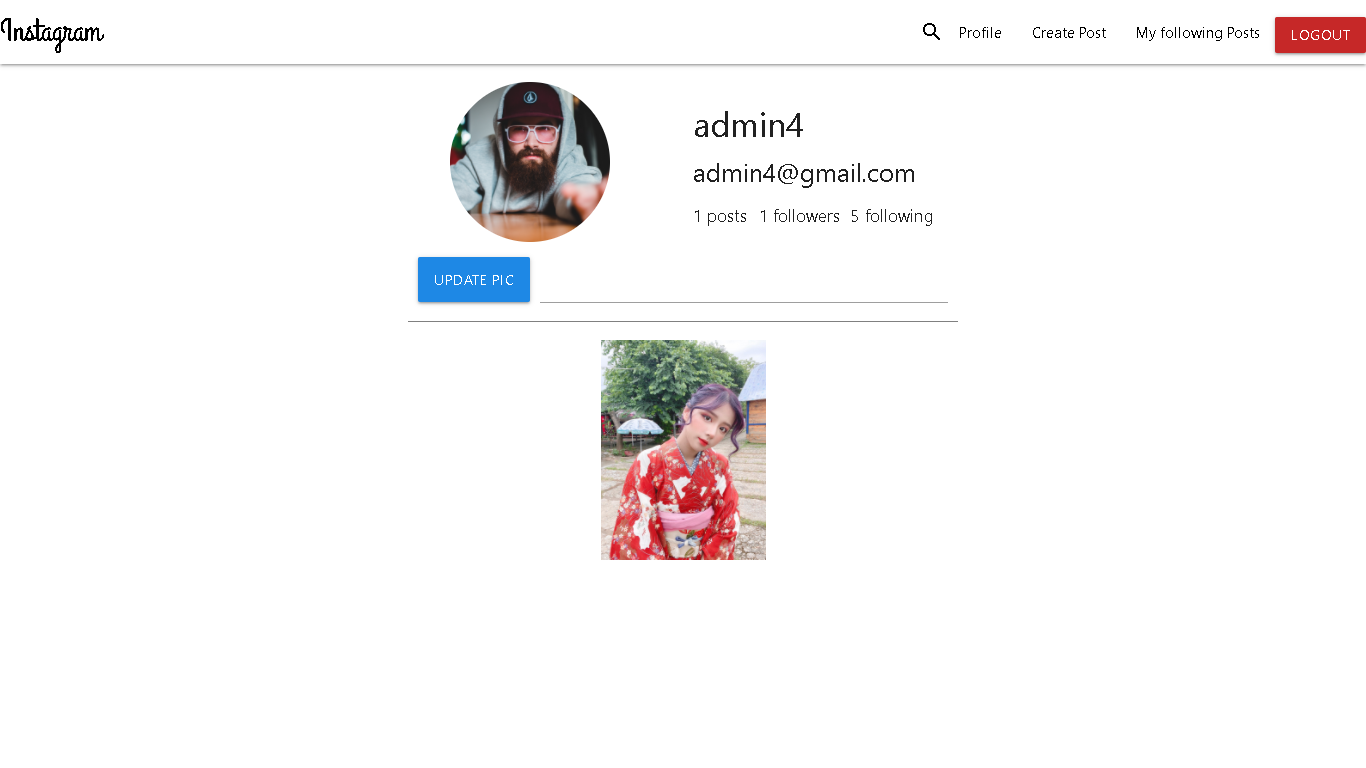 Instagram
Profile Create Post My following Posts LOGOUT
admin4
admin4@gmail.com
1 posts 1 followers 5 following
UPDATE PIC